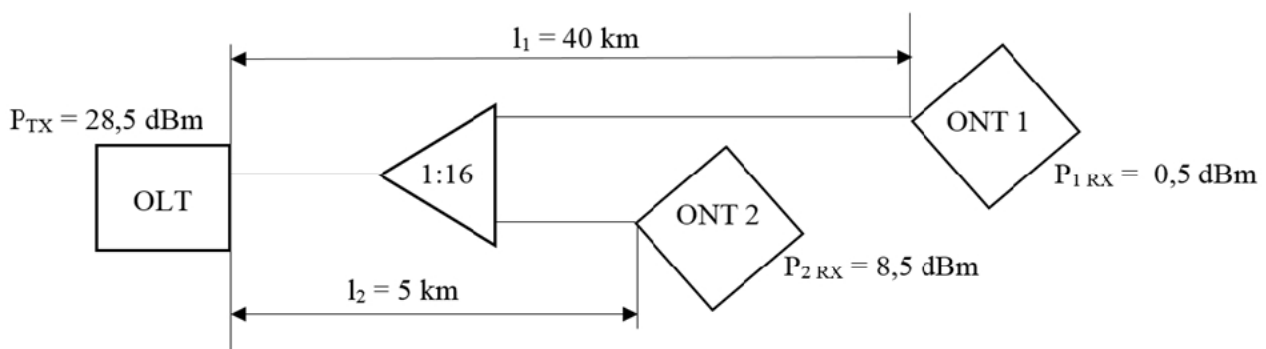 l₁ = 40 km
P_TX = 28,5 dBm
OLT
1:16
ONT 1
P_1 RX = 0,5 dBm
ONT 2
P_2 RX = 8,5 dBm
l₂ = 5 km